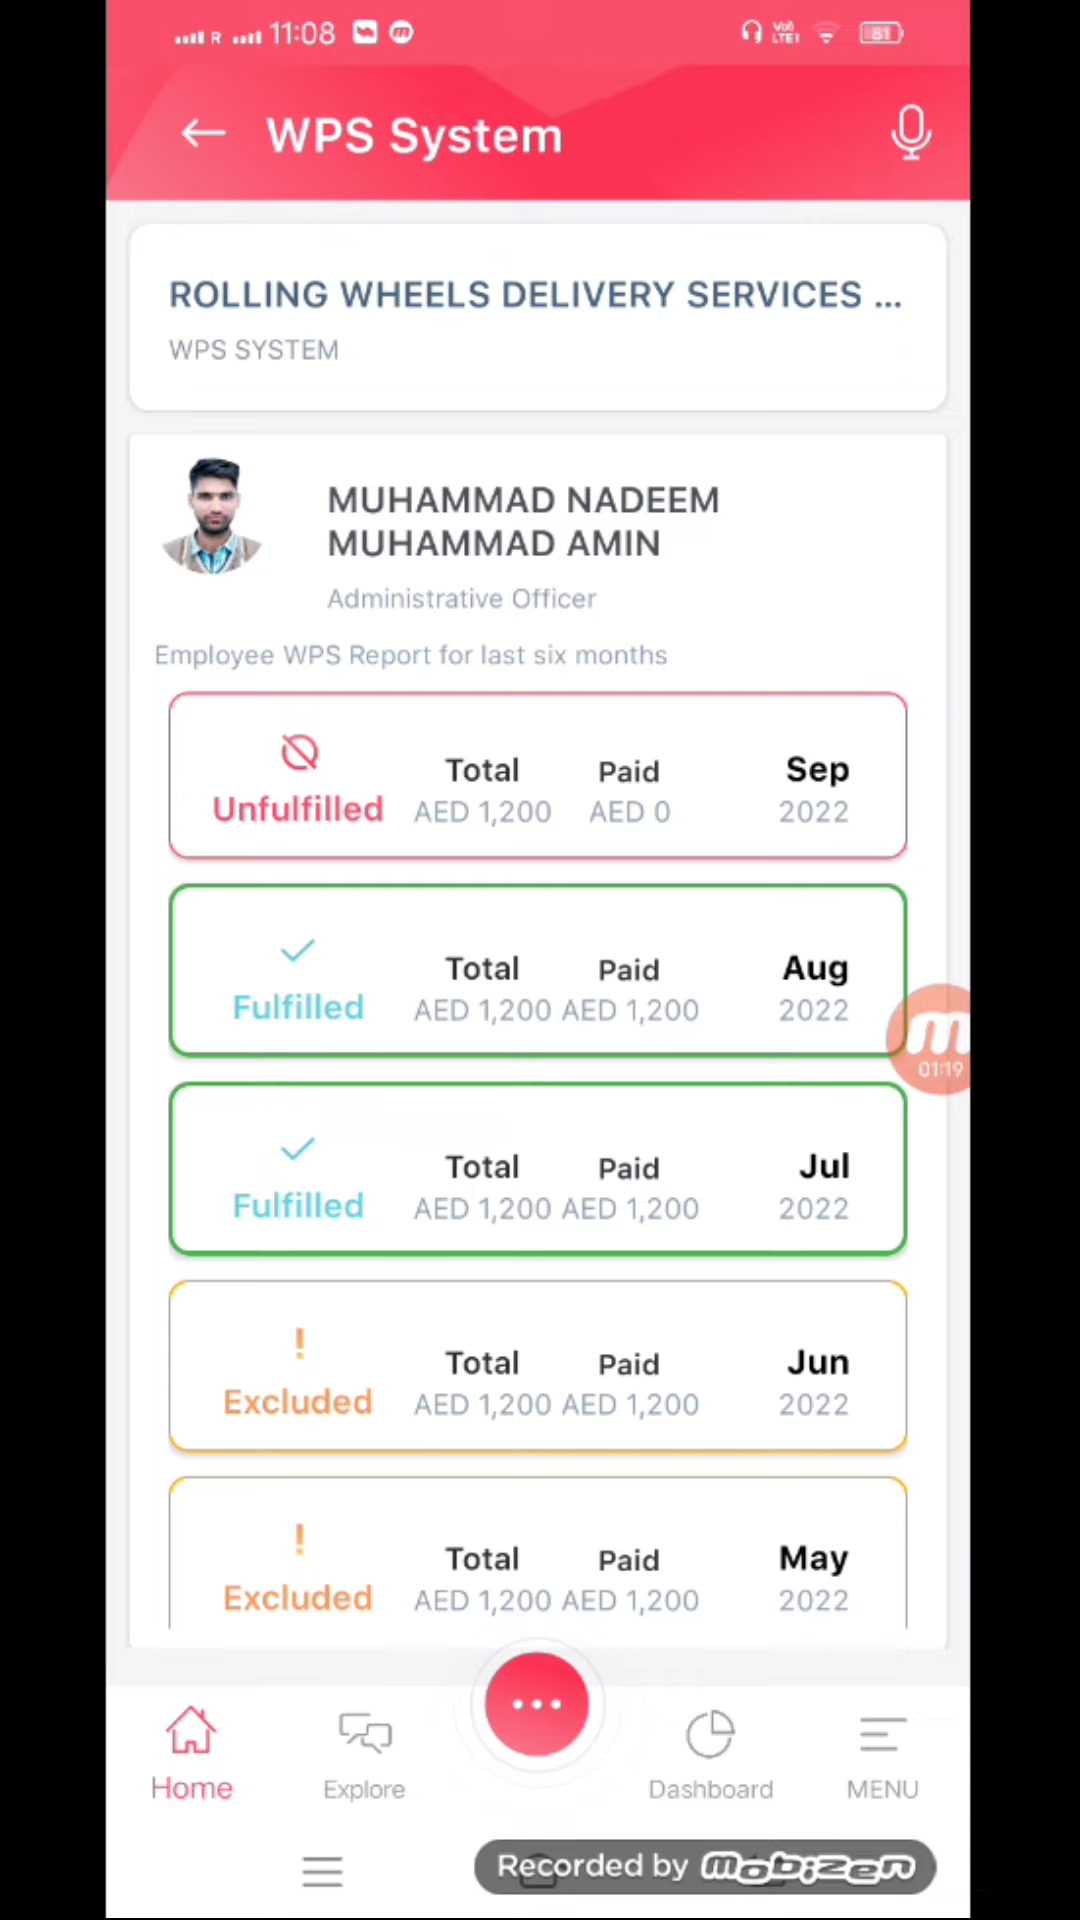 R 11:08 Vo) LTE1 81
WPS System
ROLLING WHEELS DELIVERY SERVICES ...
WPS SYSTEM
MUHAMMAD NADEEM
MUHAMMAD AMIN
Administrative Officer
Employee WPS Report for last six months
Total Paid Sep
Unfulfilled AED 1,200 AED 0 2022
Total Paid Aug
Fulfilled AED 1,200 AED 1,200 2022
m
01:19
Total Paid Jul
Fulfilled AED 1,200 AED 1,200 2022
! Total Paid Jun
Excluded AED 1,200 AED 1,200 2022
! Total Paid May
Excluded AED 1,200 AED 1,200 2022
Home Explore Dashboard MENU
Recorded by mobizen